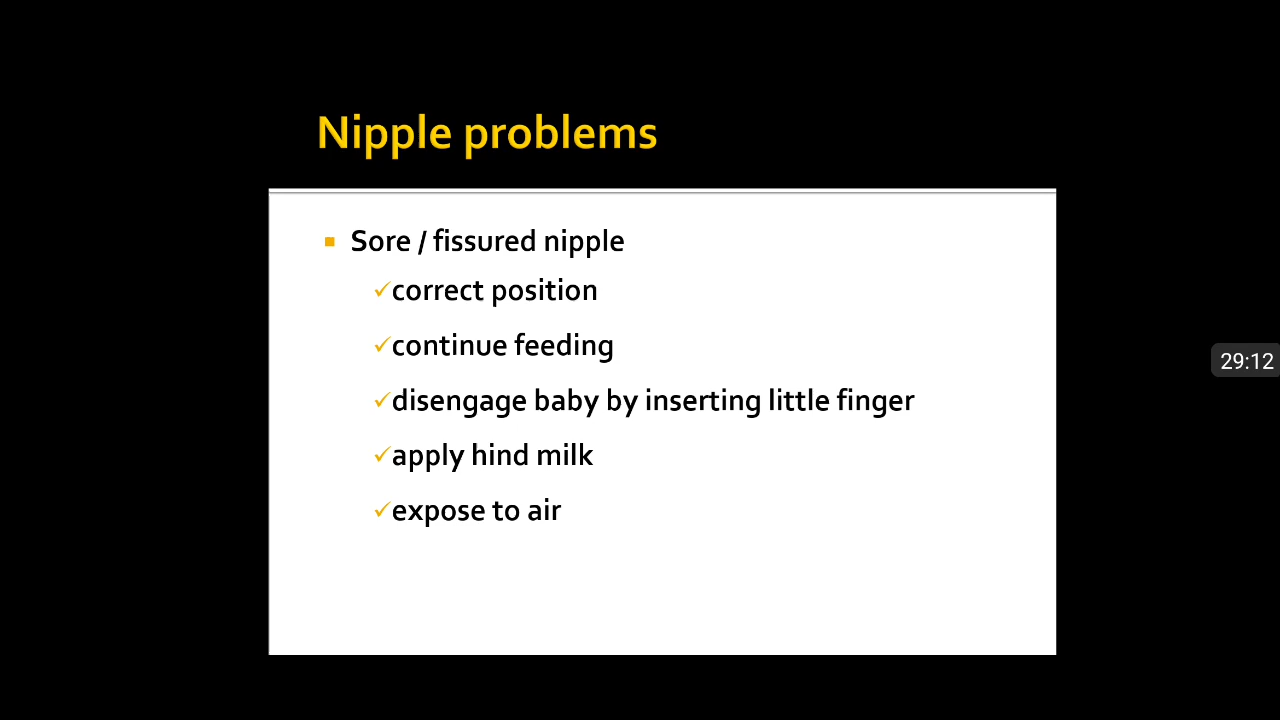 Nipple problems
Sore / fissured nipple
correct position
continue feeding
29:12
disengage baby by inserting little finger
apply hind milk
expose to air